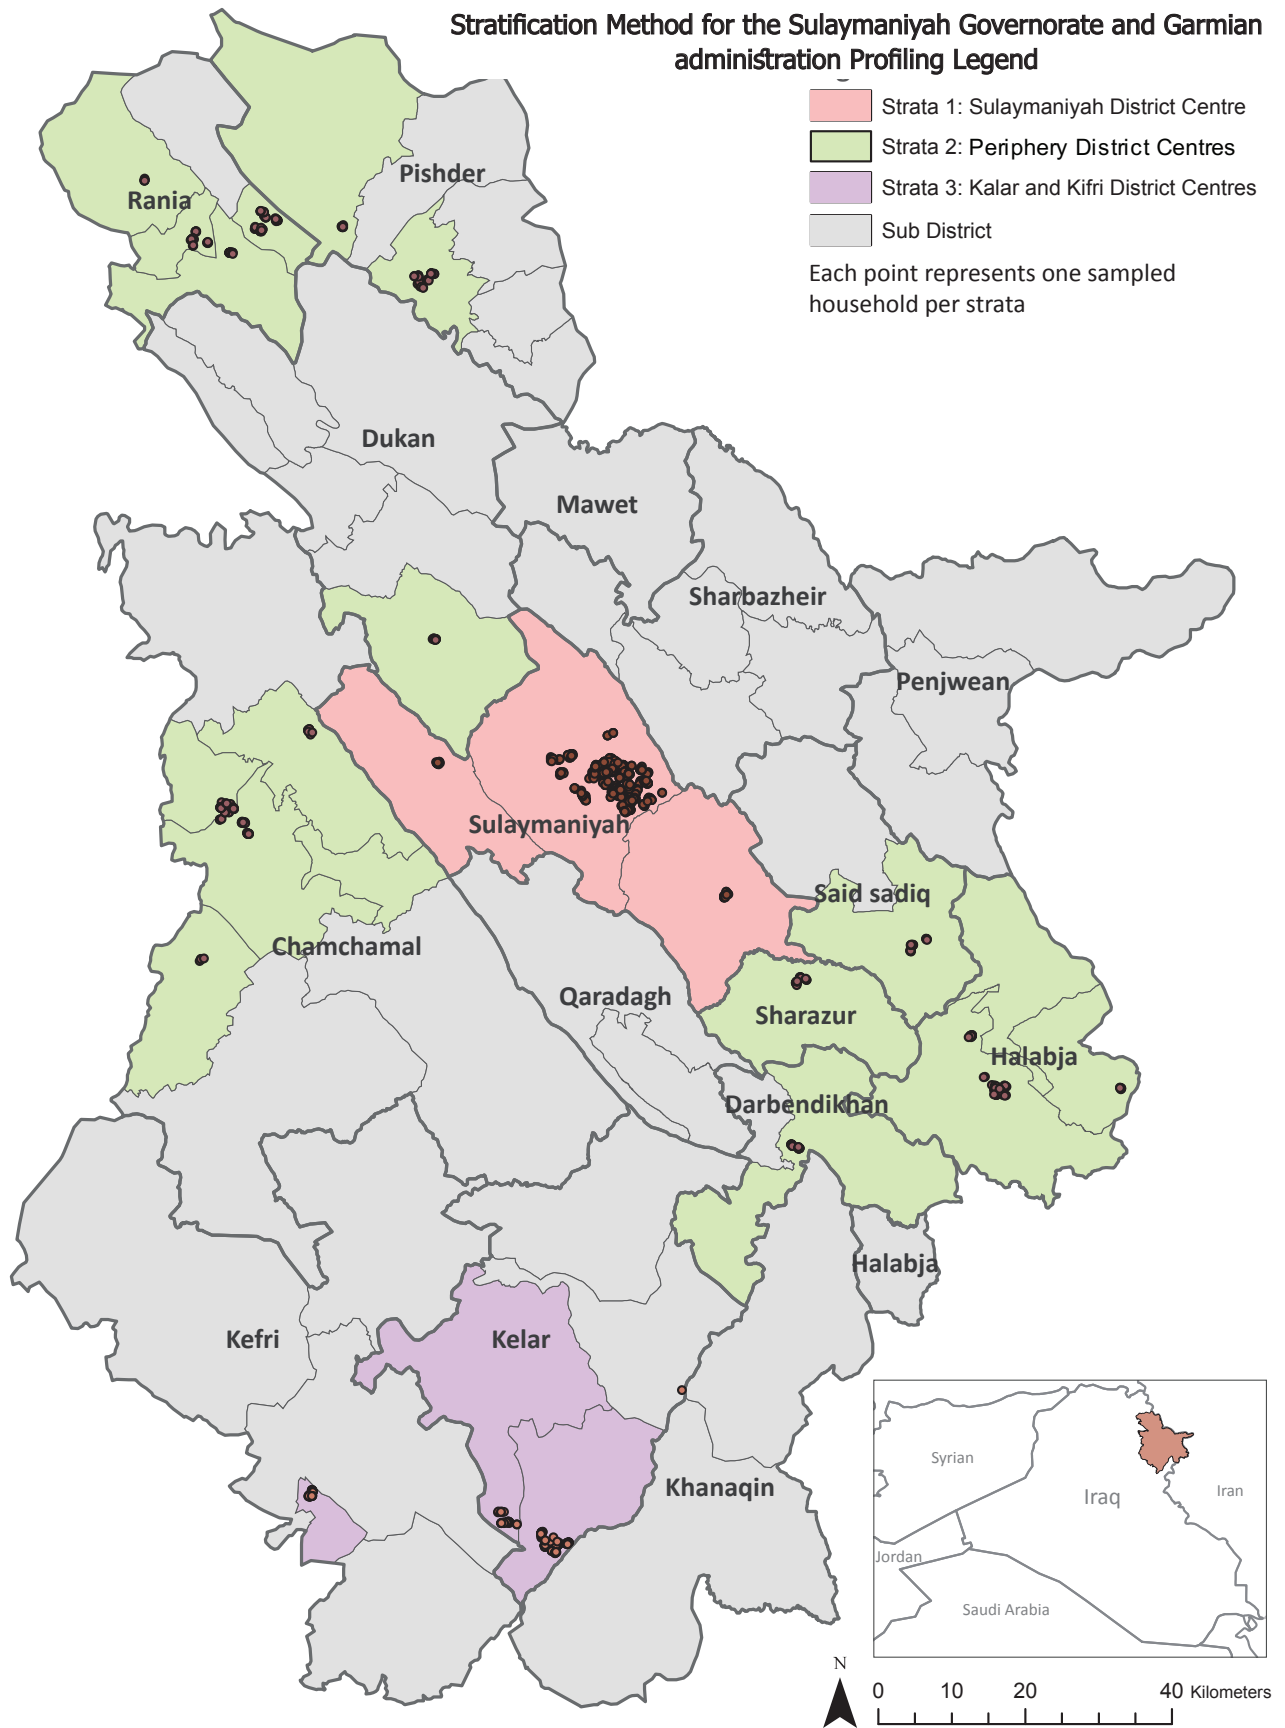 Stratification Method for the Sulaymaniyah Governorate and Garmian
administration Profiling Legend
Strata 1: Sulaymaniyah District Centre
Strata 2: Periphery District Centres
Strata 3: Kalar and Kifri District Centres
Sub District
Each point represents one sampled
household per strata
Pishder
Rania
Dukan
Mawet
Sharbazheir
Penjwean
Sulaymaniyah
Said sadiq
Chamchamal
Qaradagh
Sharazur
Halabja
Darbendikhan
Halabja
Kefri
Kelar
Khanaqin
Syrian
Iraq
Iran
Jordan
Saudi Arabia
N
0 10 20 40 Kilometers